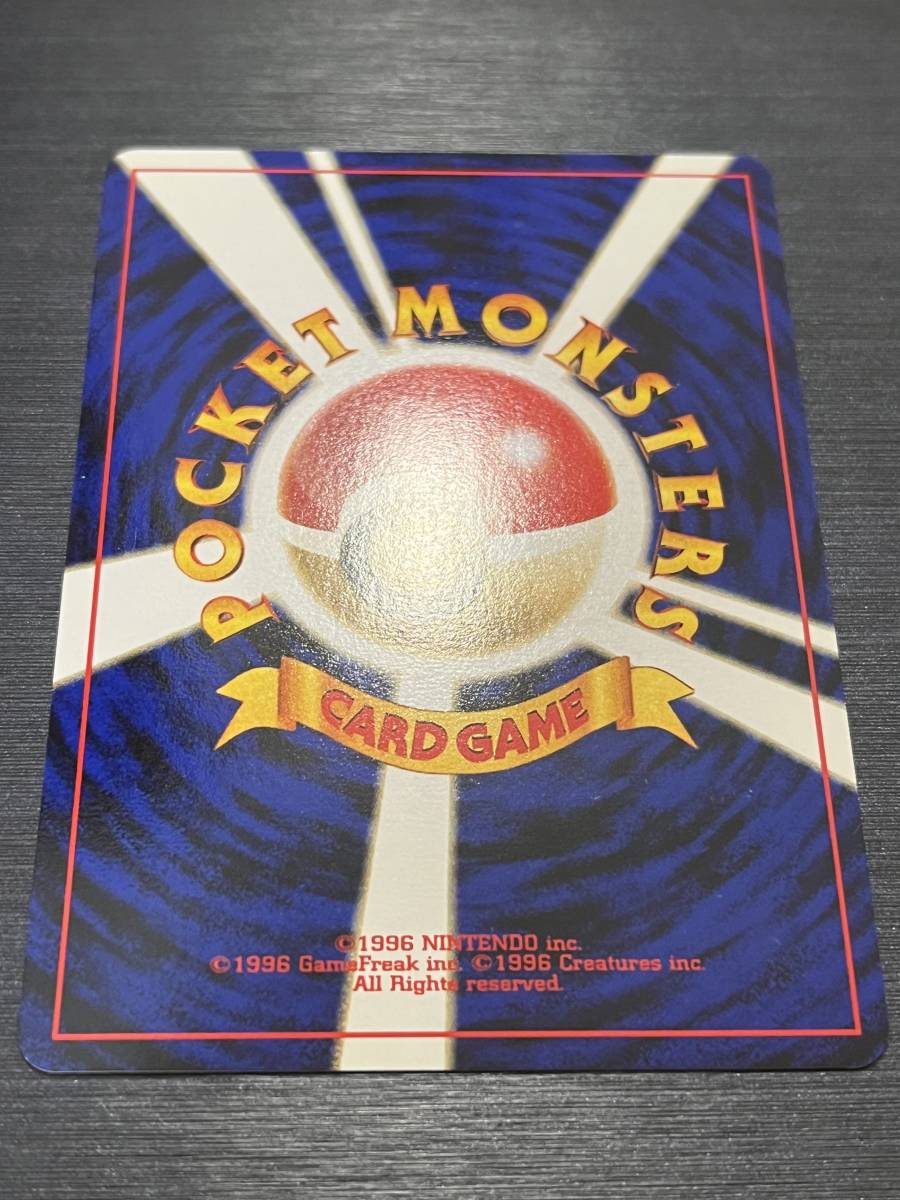 POCKET MONSTERS
CARD GAME
©1996 NINTENDO inc.
©1996 GameFreak inc. ©1996 Creatures inc.
All Rights reserved.